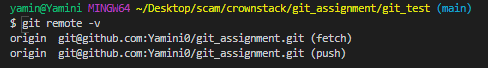 yamin@Yamini MINGW64 ~/Desktop/scam/crownstack/git_assignment/git_test (main)
$ git remote -v
origin  git@github.com:Yamini0/git_assignment.git (fetch)
origin  git@github.com:Yamini0/git_assignment.git (push)